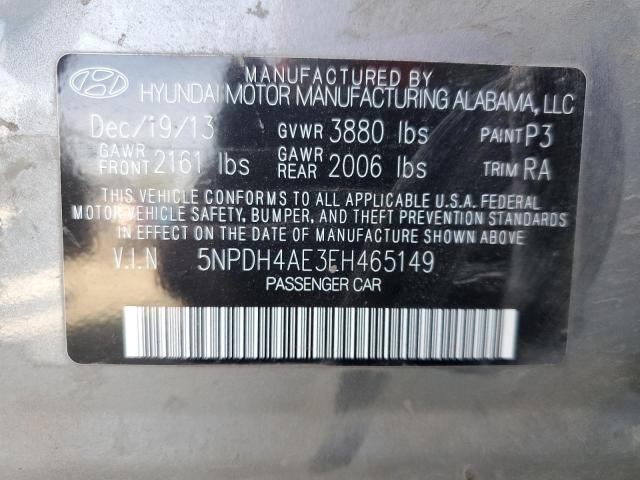 MANUFACTURED BY
HYUNDAI MOTOR MANUFACTURING ALABAMA, LLC
Dec/19/13 GVWR 3880 lbs PAINT P3
GAWR FRONT 2161 lbs GAWR REAR 2006 lbs TRIM RA
THIS VEHICLE CONFORMS TO ALL APPLICABLE U.S.A. FEDERAL
MOTOR VEHICLE SAFETY, BUMPER, AND THEFT PREVENTION STANDARDS
IN EFFECT ON THE DATE OF MANUFACTURE SHOWN ABOVE.
V.I.N 5NPDH4AE3EH465149
PASSENGER CAR